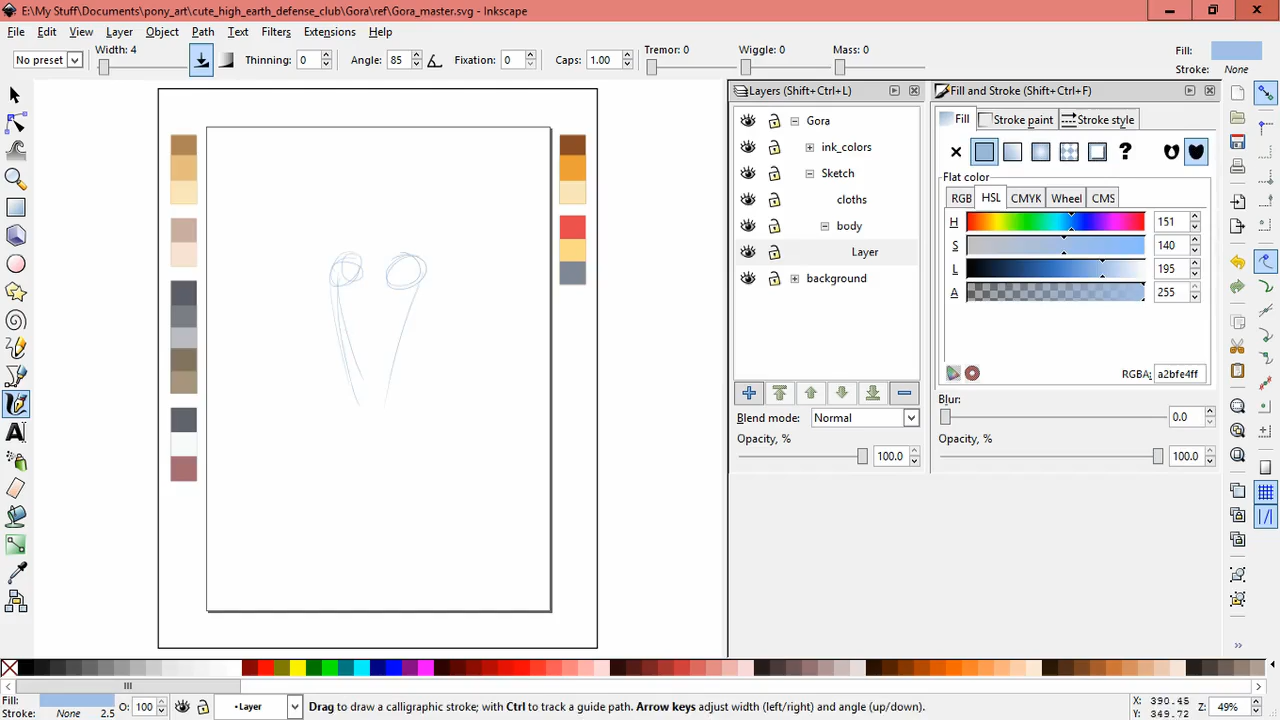 E:\My Stuff\Documents\pony_art\cute_high_earth_defense_club\Gora\ref\Gora_master.svg - Inkscape
File Edit View Layer Object Path Filters Text Extensions Help
No preset Width: 4 Thinning: 0 Angle: 85 Fixation: 0 Caps: 1.00 Tremor: 0 Wiggle: 0 Mass: 0 Fill:
Stroke: None
Layers (Shift+Ctrl+L)
Gora
ink_colors
Sketch
cloths
body
Layer
background
Blend mode: Normal
Opacity, % 100.0
Fill and Stroke (Shift+Ctrl+F)
Fill Stroke paint Stroke style
?
Flat color
RGB HSL CMYK Wheel CMS
H 151
S 140
L 195
A 255
RGBA: a2bfe4ff
Blur:
0.0
Opacity, %
100.0
Fill:
Stroke: None 2.5
O: 100
•Layer
Drag to draw a calligraphic stroke; with Ctrl to track a guide path. Arrow keys adjust width (left/right) and angle (up/down).
X: 390.45
Y: 349.72
Z: 49%